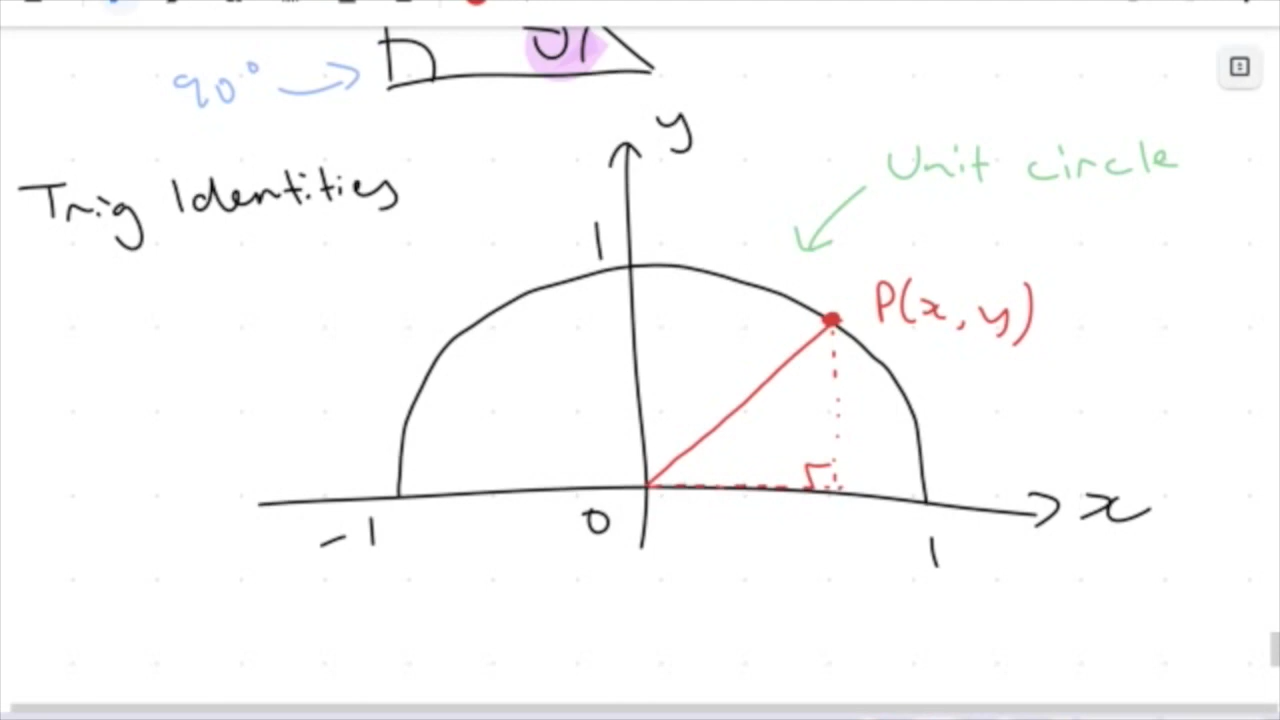 90°
y
Unit circle
Trig Identities
1
P(x, y)
-1
0
1
x